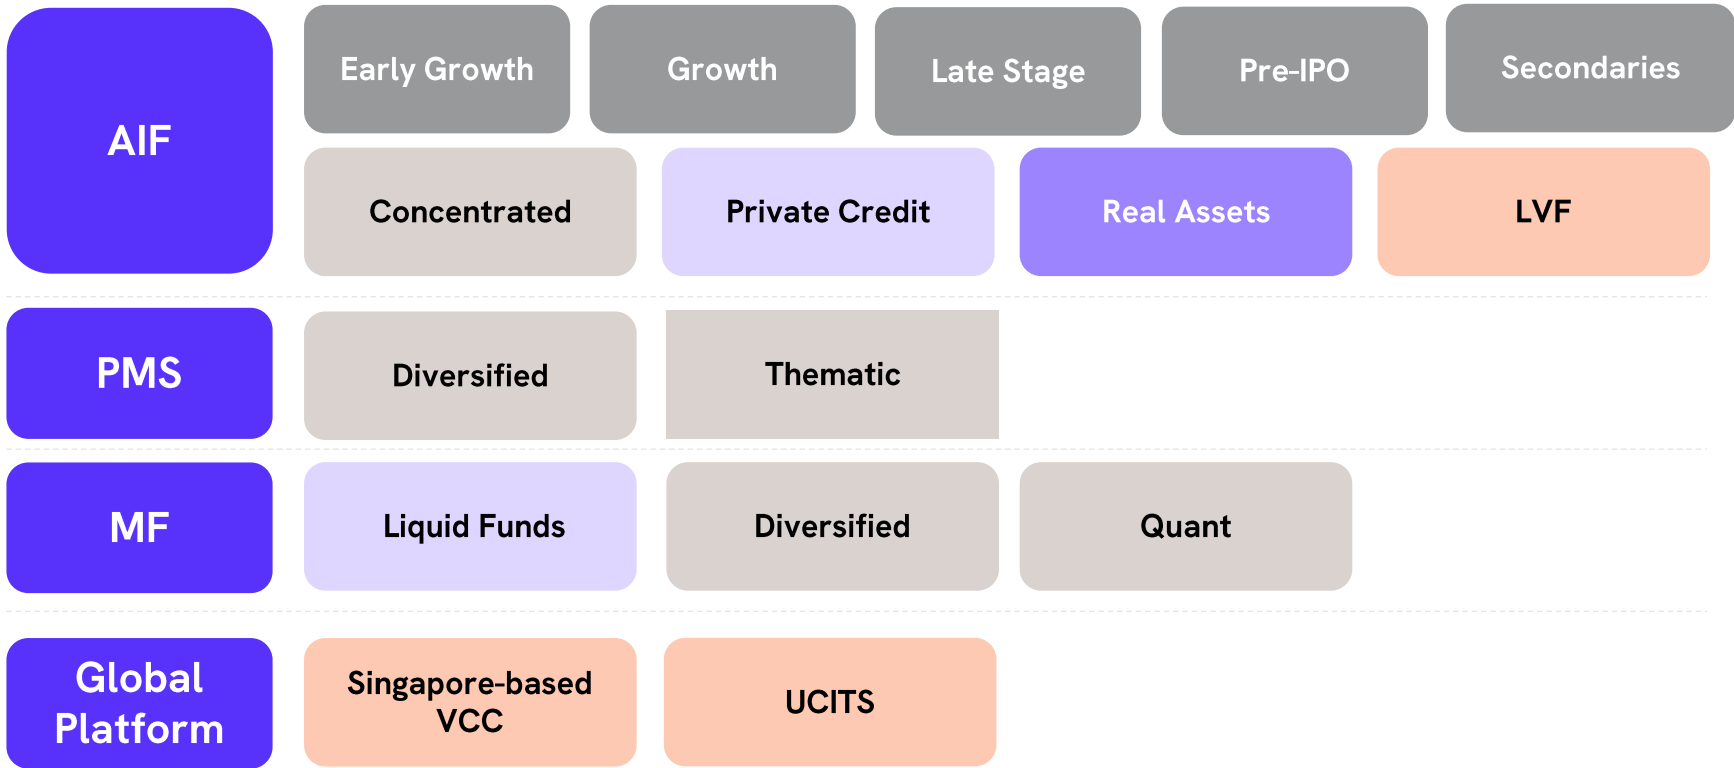 AIF
Early Growth
Growth
Late Stage
Pre-IPO
Secondaries
Concentrated
Private Credit
Real Assets
LVF
PMS
Diversified
Thematic
MF
Liquid Funds
Diversified
Quant
Global
Platform
Singapore-based
VCC
UCITS